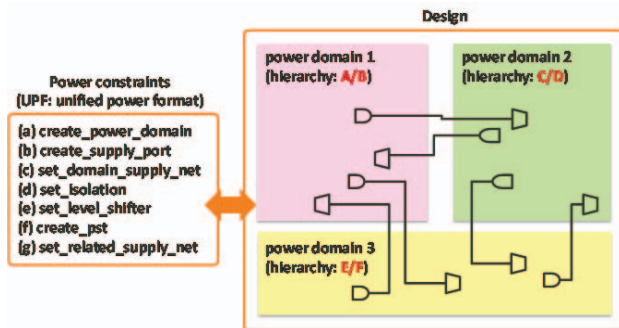 Design
Power constraints
(UPF: unified power format)
(a) create_power_domain
(b) create_supply_port
(c) set_domain_supply_net
(d) set_isolation
(e) set_level_shifter
(f) create_pst
(g) set_related_supply_net
power domain 1
(hierarchy: A/B)
power domain 2
(hierarchy: C/D)
power domain 3
(hierarchy: E/F)